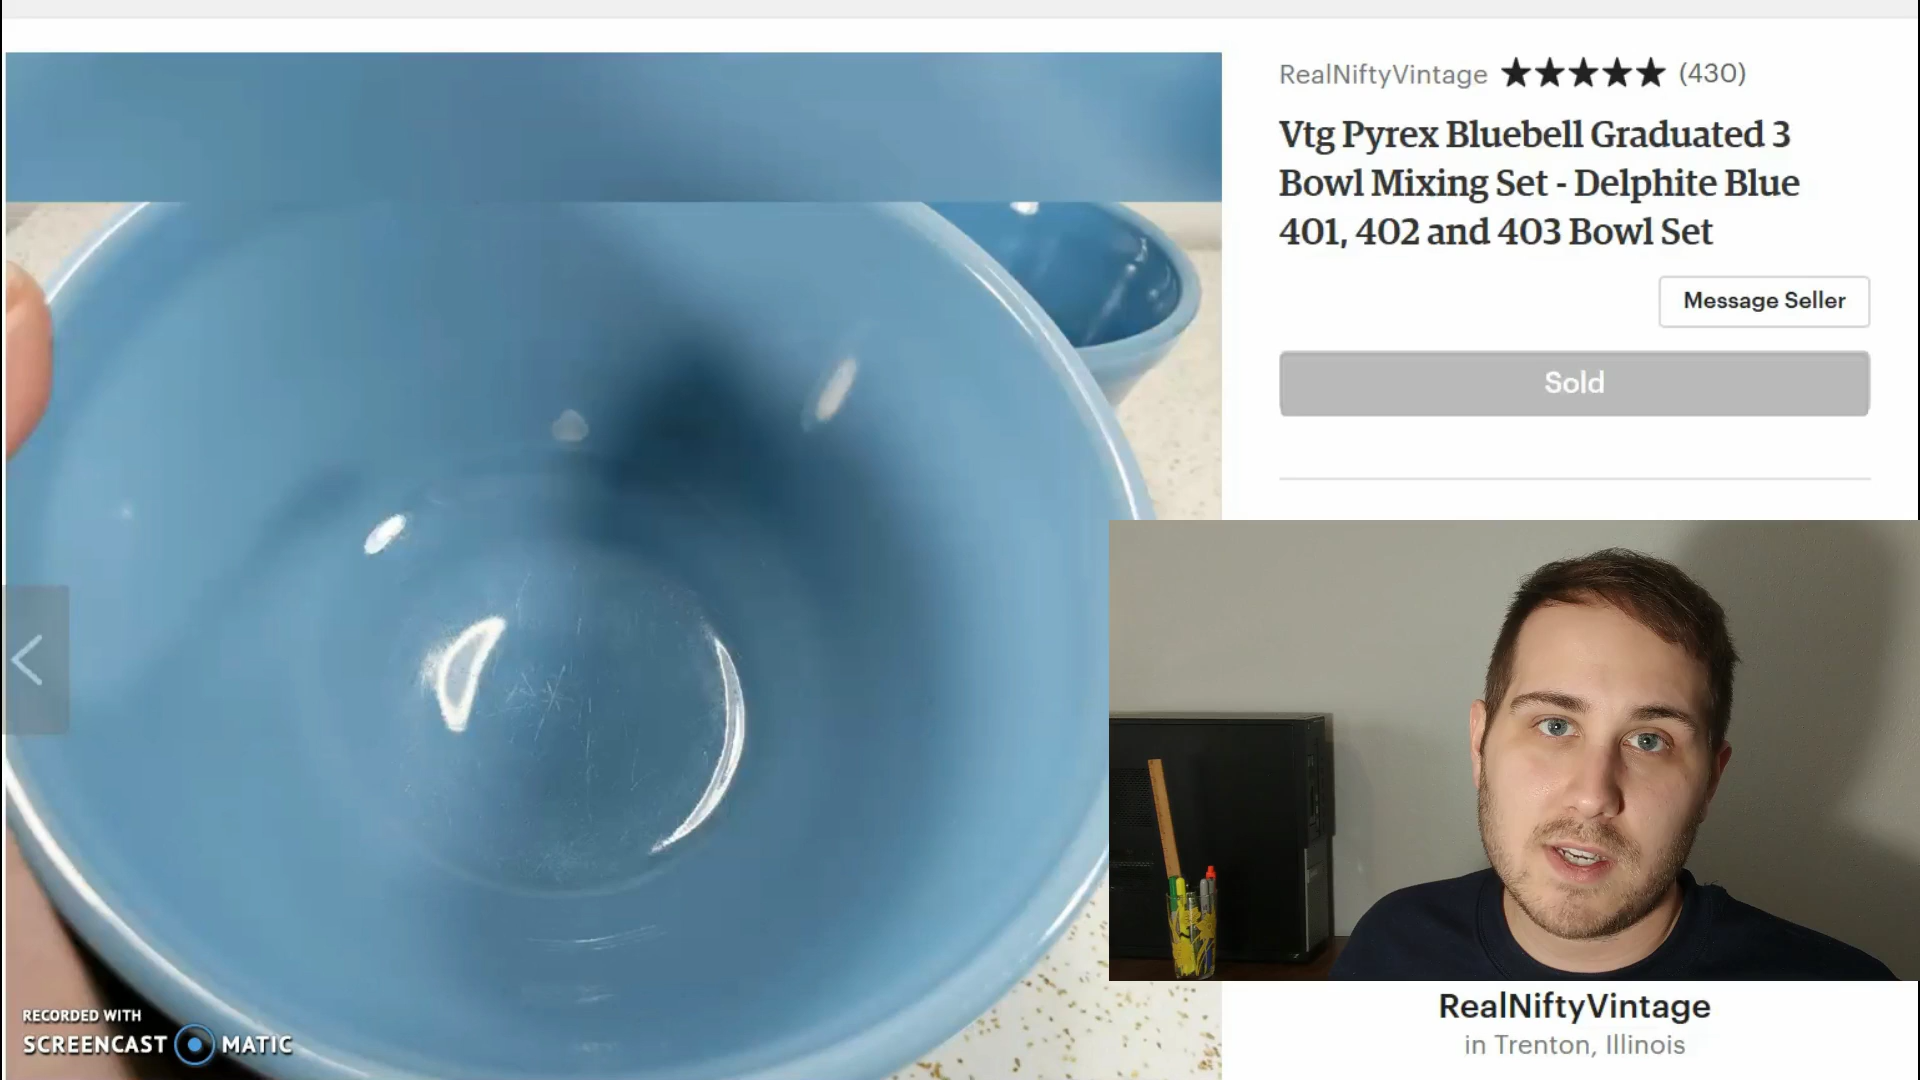 RealNiftyVintage ★★★★★ (430)
Vtg Pyrex Bluebell Graduated 3
Bowl Mixing Set - Delphite Blue
401, 402 and 403 Bowl Set
Message Seller
Sold
RealNiftyVintage
in Trenton, Illinois
RECORDED WITH
SCREENCAST MATIC